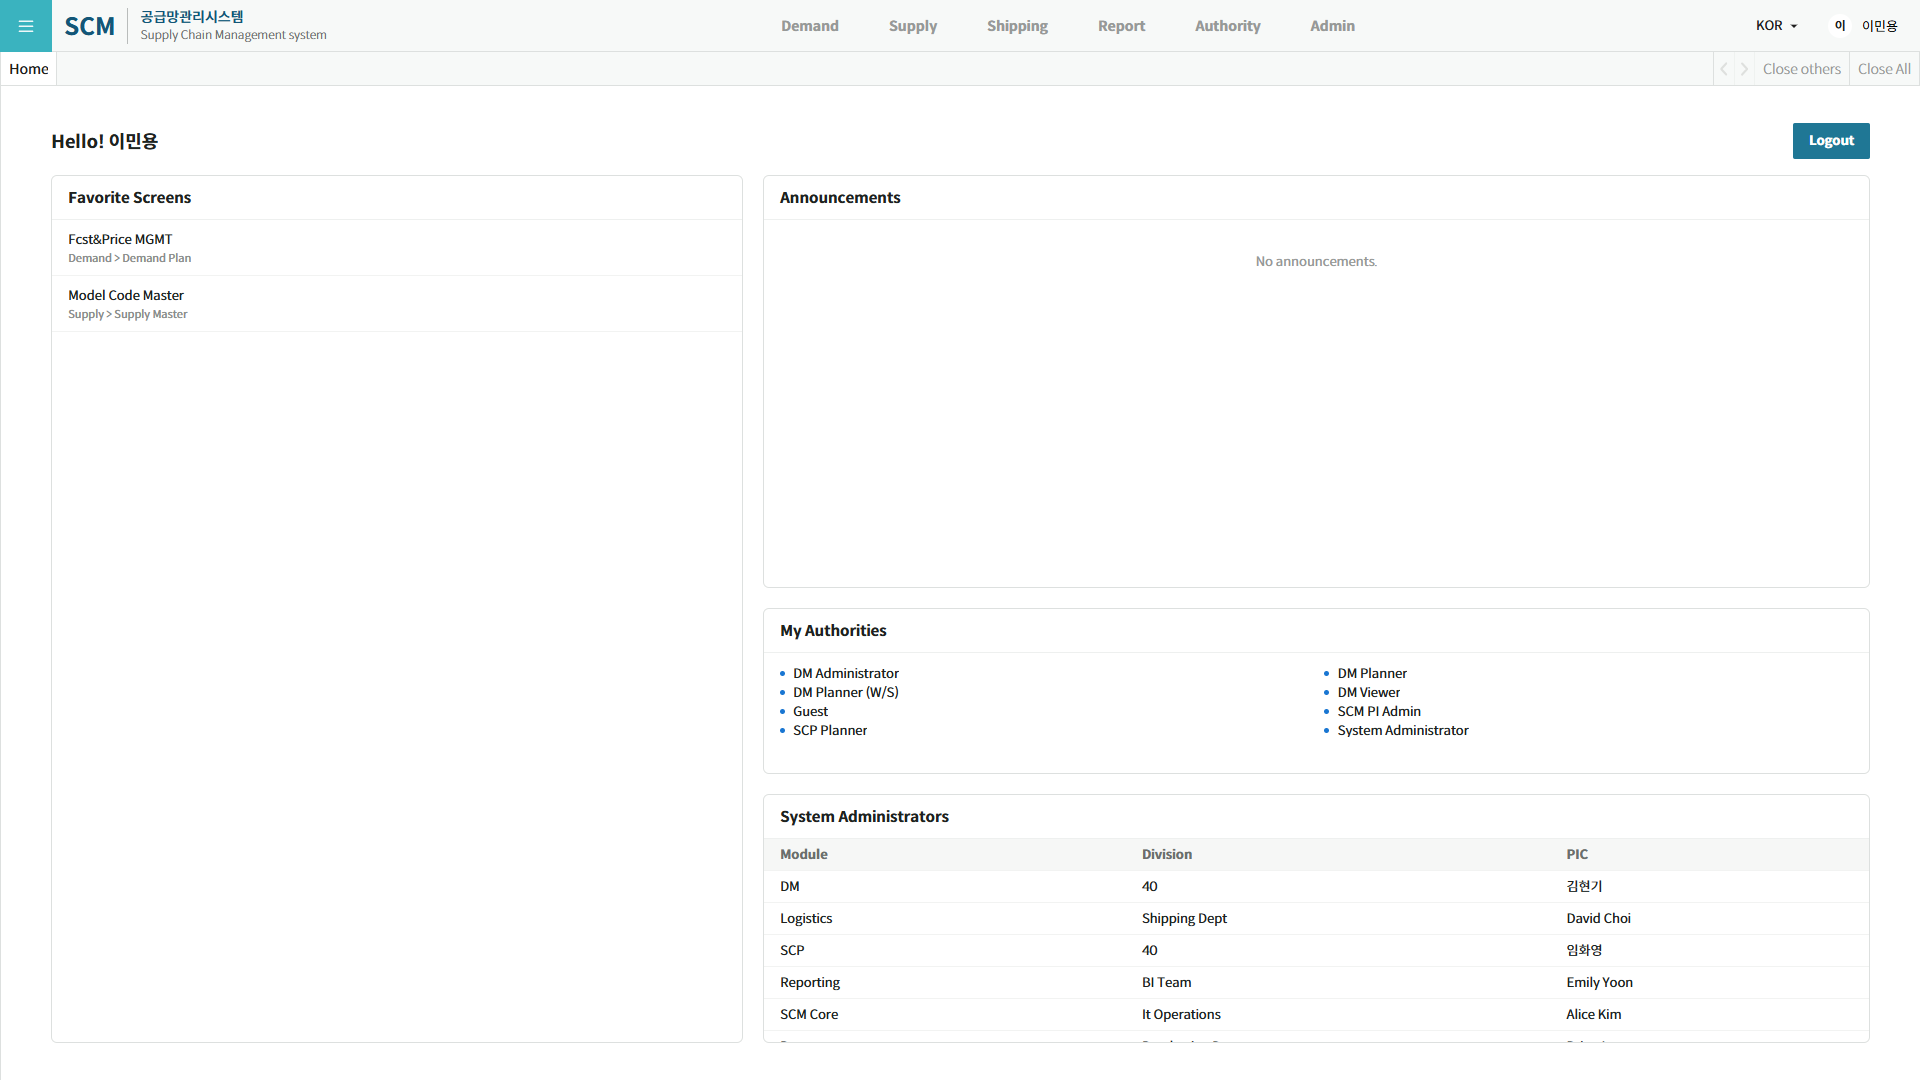 SCM
공급망관리시스템
Supply Chain Management system
Demand
Supply
Shipping
Report
Authority
Admin
KOR
이
이민용
Home
Close others
Close All
Hello! 이민용
Logout
Favorite Screens
Fcst&Price MGMT
Demand > Demand Plan
Model Code Master
Supply > Supply Master
Announcements
No announcements.
My Authorities
DM Administrator
DM Planner
DM Planner (W/S)
DM Viewer
Guest
SCM PI Admin
SCP Planner
System Administrator
System Administrators
Module Division PIC
DM 40 김현기
Logistics Shipping Dept David Choi
SCP 40 임화영
Reporting BI Team Emily Yoon
SCM Core It Operations Alice Kim